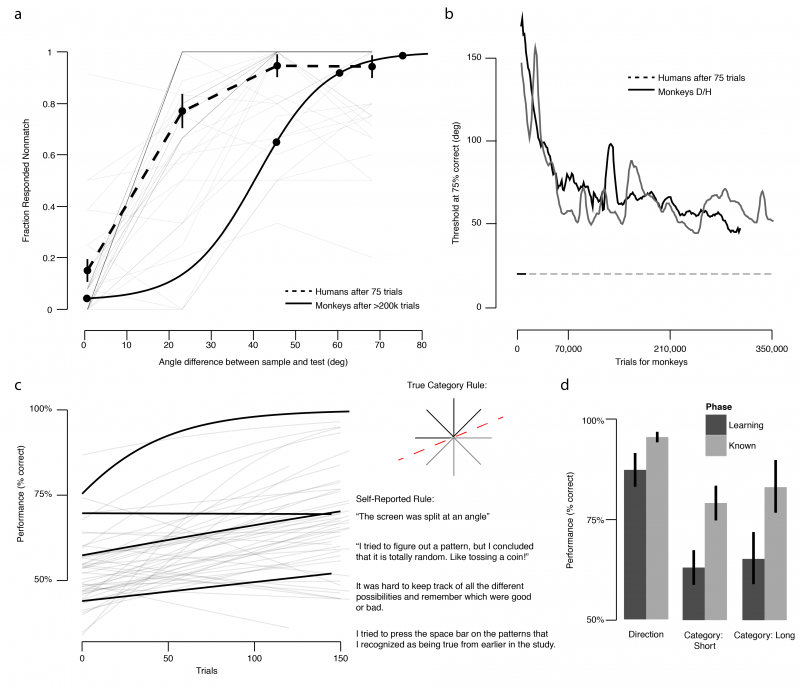 a
Fraction Responded Nonmatch
1
0.8
0.6
0.4
0.2
0
Humans after 75 trials
Monkeys after >200k trials
0 10 20 30 40 50 60 70 80
Angle difference between sample and test (deg)
b
Threshold at 75% correct (deg)
150
100
50
0
Humans after 75 trials
Monkeys D/H
0 70,000 210,000 350,000
Trials for monkeys
c
Performance (% correct)
100%
75%
50%
0 50 100 150
Trials
True Category Rule:
Self-Reported Rule:
"The screen was split at an angle"
"I tried to figure out a pattern, but I concluded
that it is totally random. Like tossing a coin!"
It was hard to keep track of all the different
possibilities and remember which were good
or bad.
I tried to press the space bar on the patterns that
I recognized as being true from earlier in the study.
d
Performance (% correct)
100%
75%
50%
Phase
Learning
Known
Direction
Category:
Short
Category: Long